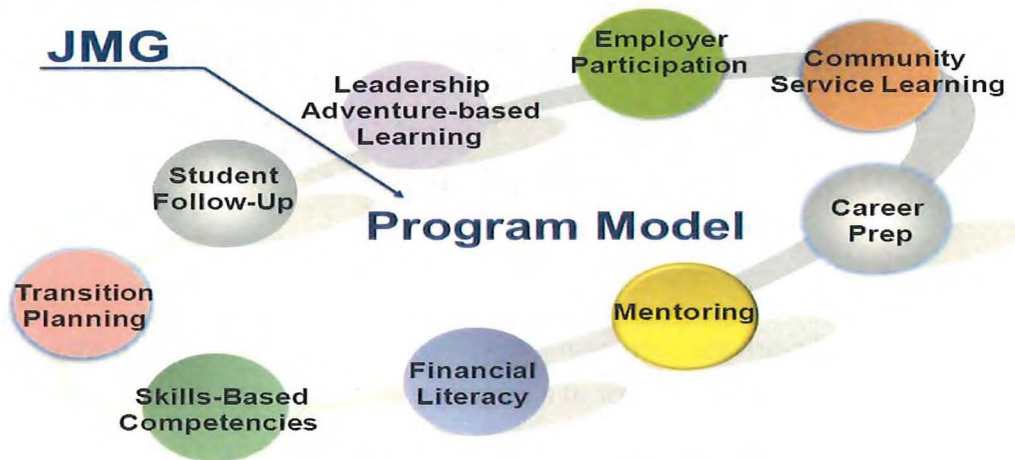 JMG
Employer
Participation
Community
Service Learning
Leadership
Adventure-based
Learning
Student
Follow-Up
Program Model
Career
Prep
Transition
Planning
Mentoring
Financial
Literacy
Skills-Based
Competencies